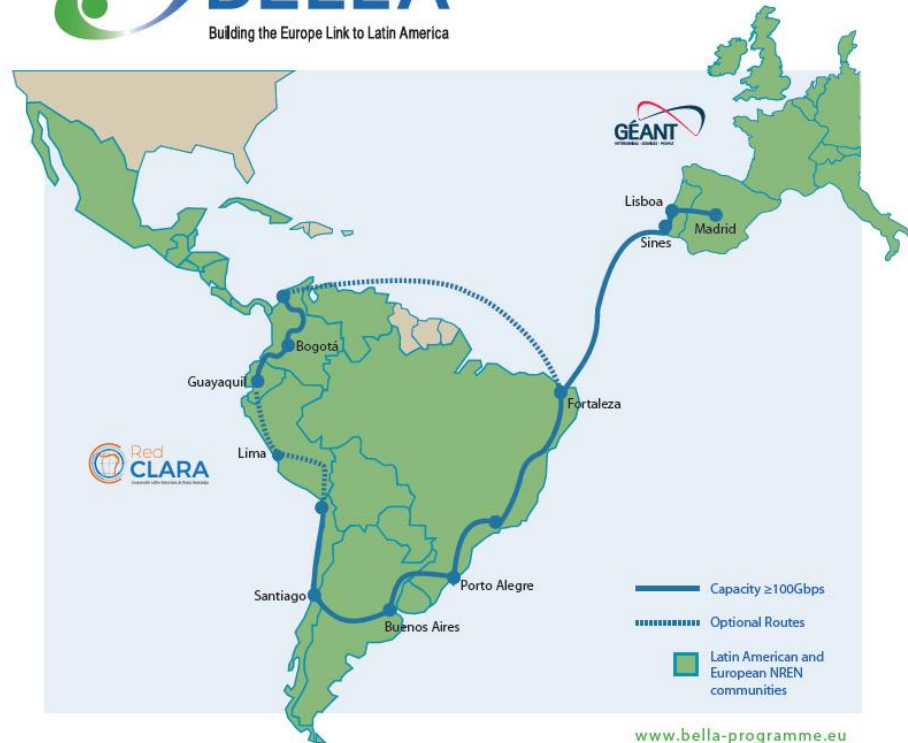 BELLA
Building the Europe Link to Latin America
GÉANT
Lisboa
Madrid
Sines
Bogotá
Guayaquil
Fortaleza
Red
CLARA
Lima
Santiago
Porto Alegre
Buenos Aires
Capacity ≥100Gbps
Optional Routes
Latin American and
European NREN
communities
www.bella-programme.eu